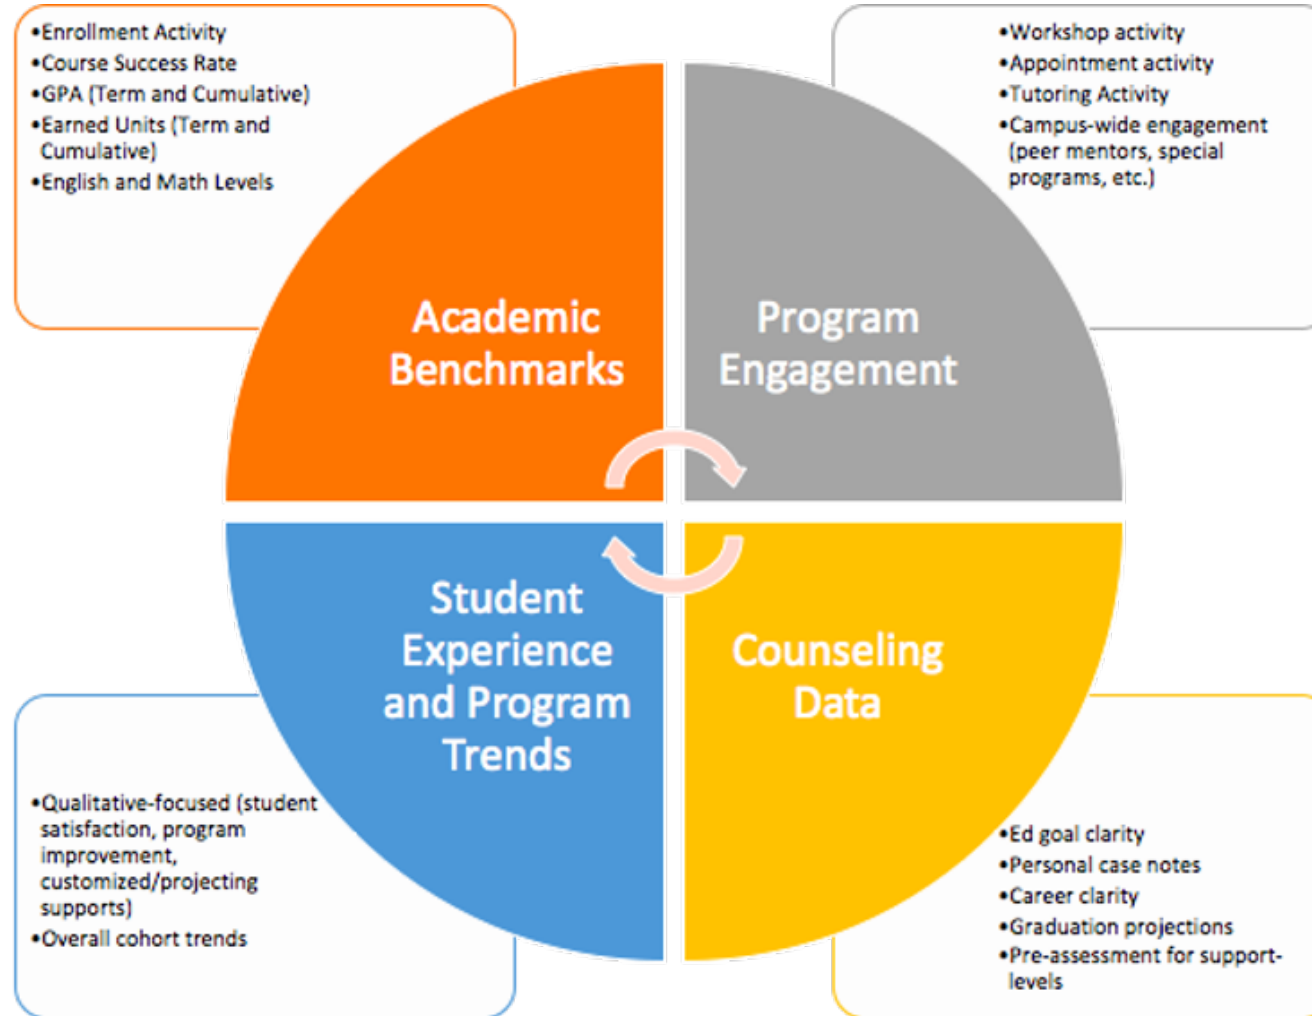 •Enrollment Activity
•Course Success Rate
•GPA (Term and Cumulative)
•Earned Units (Term and
Cumulative)
•English and Math Levels
•Workshop activity
•Appointment activity
•Tutoring Activity
•Campus-wide engagement
(peer mentors, special
programs, etc.)
Academic
Benchmarks
Program
Engagement
Student
Experience
and Program
Trends
Counseling
Data
•Qualitative-focused (student
satisfaction, program
improvement,
customized/projecting
supports)
•Overall cohort trends
•Ed goal clarity
•Personal case notes
•Career clarity
•Graduation projections
•Pre-assessment for support-
levels